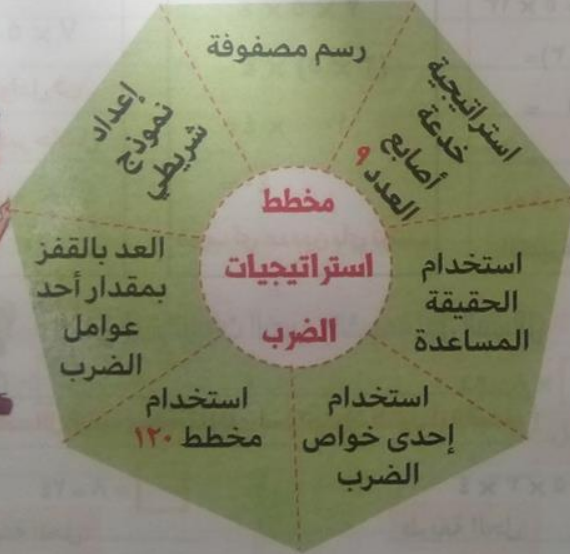 مخطط
استراتيجيات
الضرب
رسم مصفوفة
استراتيجية
خدعة
أصابع
العدد ٩
استخدام
الحقيقة
المساعدة
استخدام
إحدى خواص
الضرب
استخدام
مخطط ١٢٠
العد بالقفز
بمقدار أحد
عوامل
الضرب
إعداد
نموذج
شريطي